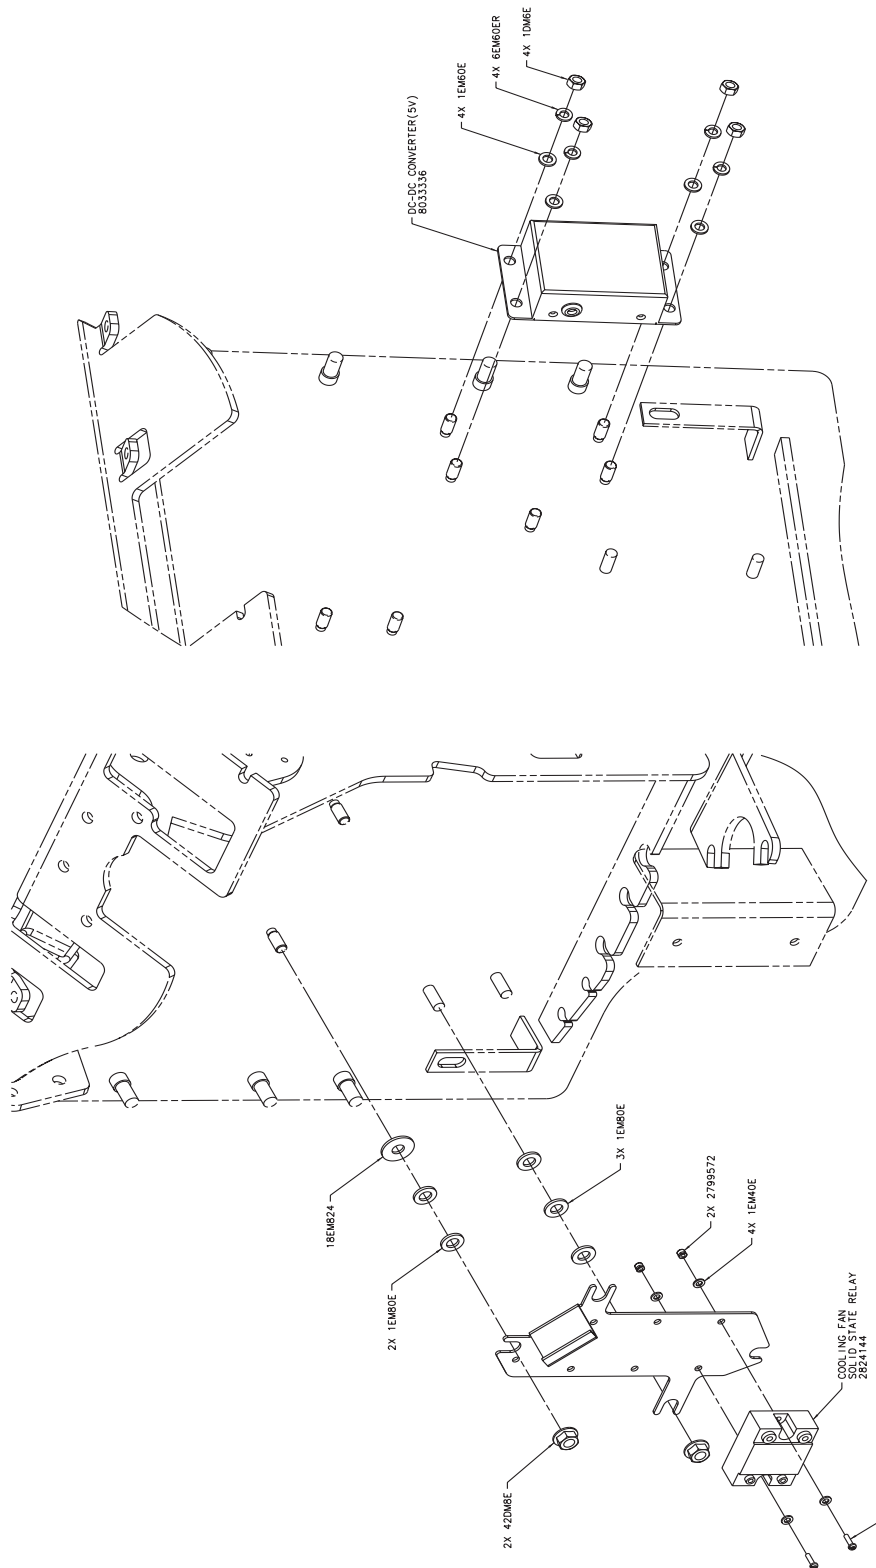 4X 1DM6E
4X 6EM60ER
4X 1EM60E
DC-DC CONVERTER(5V)
8033336
18EM824
2X 1EM80E
3X 1EM80E
2X 2799572
4X 1EM40E
COOLING FAN
SOLID STATE RELAY
2824144
2X 42DM8E